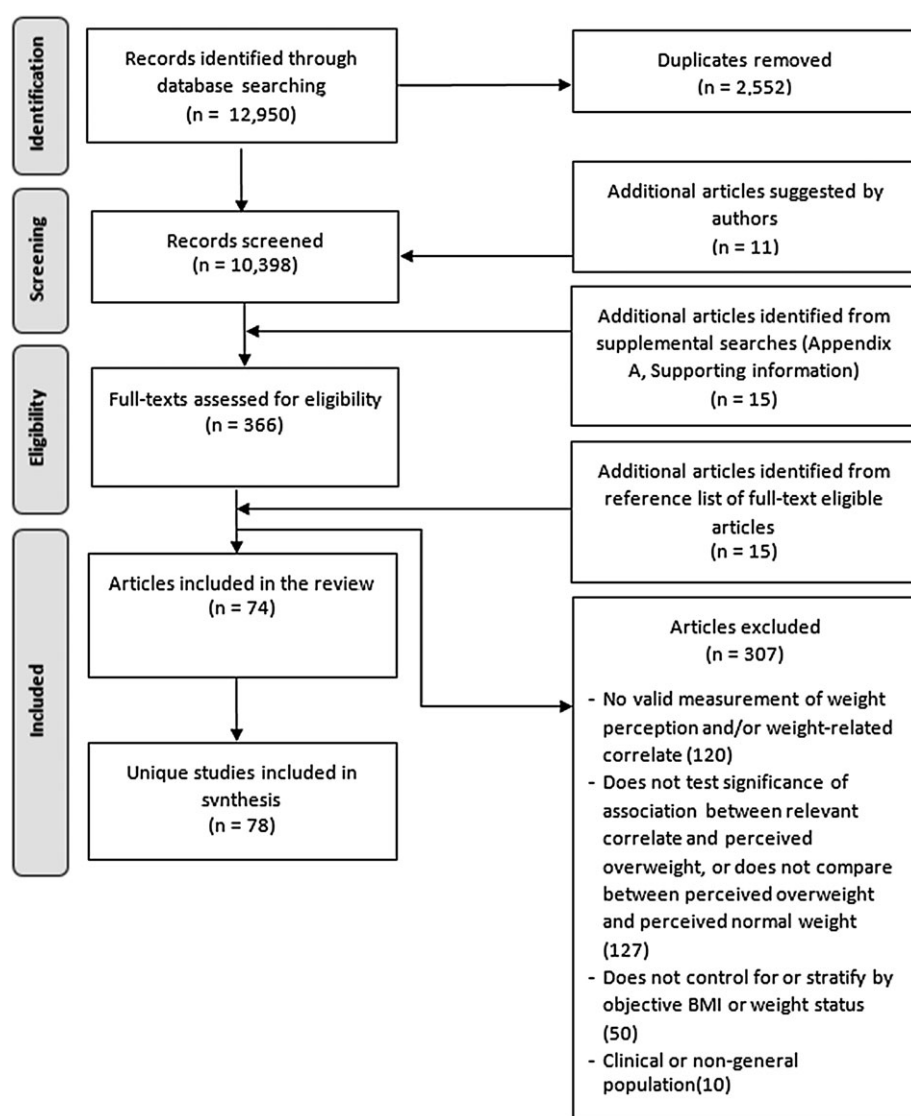 Identification
Records identified through
database searching
(n = 12,950)
Duplicates removed
(n = 2,552)
Screening
Records screened
(n = 10,398)
Additional articles suggested by
authors
(n = 11)
Additional articles identified from
supplemental searches (Appendix
A, Supporting information)
(n = 15)
Eligibility
Full-texts assessed for eligibility
(n = 366)
Additional articles identified from
reference list of full-text eligible
articles
(n = 15)
Included
Articles included in the review
(n = 74)
Unique studies included in
synthesis
(n = 78)
Articles excluded
(n = 307)
- No valid measurement of weight
perception and/or weight-related
correlate (120)
- Does not test significance of
association between relevant
correlate and perceived
overweight, or does not compare
between perceived overweight
and perceived normal weight
(127)
- Does not control for or stratify by
objective BMI or weight status
(50)
- Clinical or non-general
population(10)